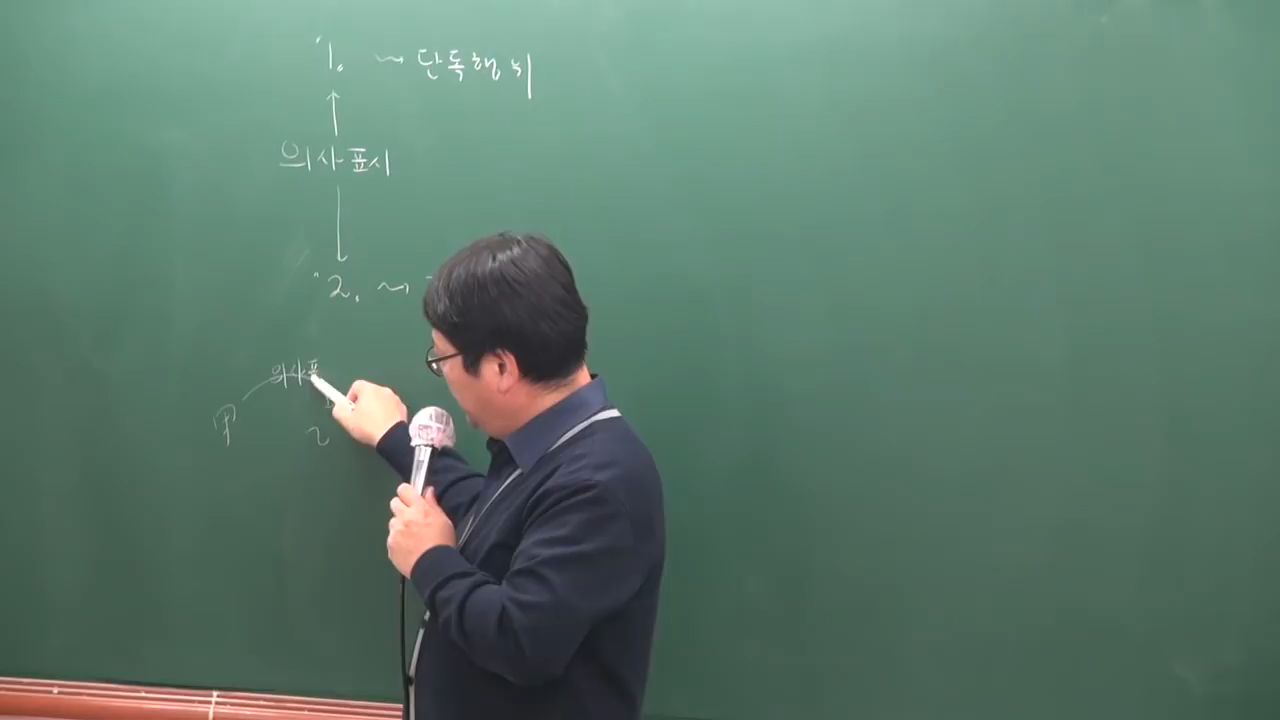 1. ~ 단독행위
의사표시
2. ~
의사표
甲
2